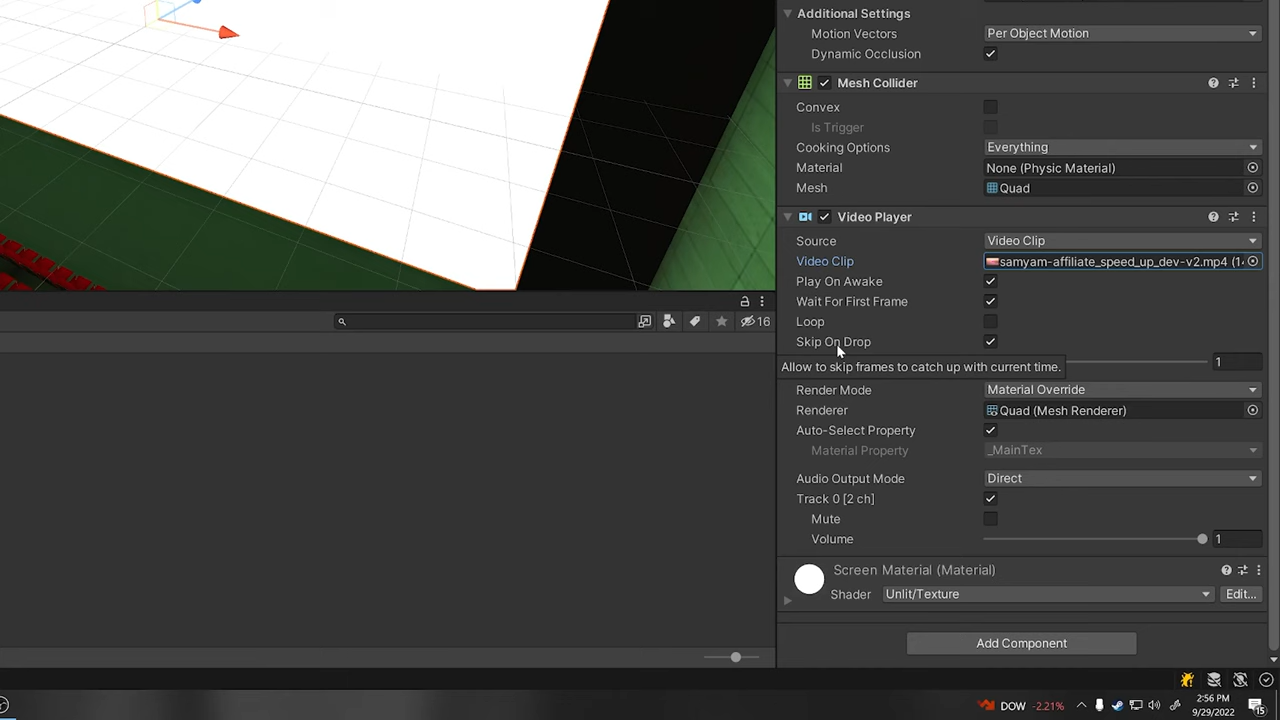 Additional Settings
Motion Vectors Per Object Motion
Dynamic Occlusion
Mesh Collider
Convex
Is Trigger
Cooking Options Everything
Material None (Physic Material)
Mesh Quad
Video Player
Source Video Clip
Video Clip samyam-affiliate_speed_up_dev-v2.mp4 (1
Play On Awake
Wait For First Frame
16
Loop
Skip On Drop
1
Allow to skip frames to catch up with current time.
Render Mode Material Override
Renderer Quad (Mesh Renderer)
Auto-Select Property
Material Property _MainTex
Audio Output Mode Direct
Track 0 [2 ch]
Mute
Volume 1
Screen Material (Material)
Shader Unlit/Texture Edit...
Add Component
DOW -2.21%
2:56 PM
9/29/2022
15